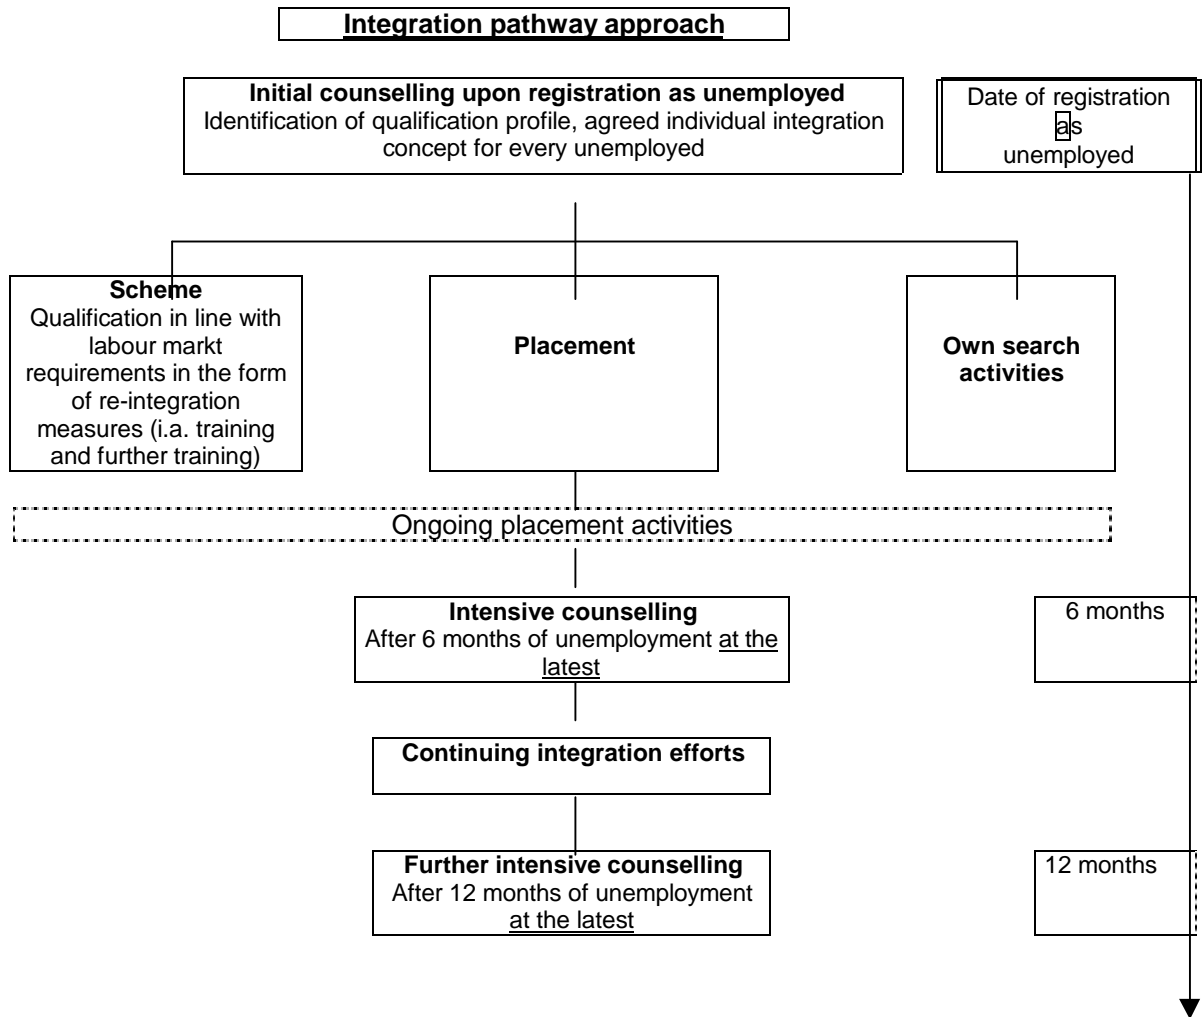 Integration pathway approach
Initial counselling upon registration as unemployed
Identification of qualification profile, agreed individual integration
concept for every unemployed
Date of registration
as
unemployed
Scheme
Qualification in line with
labour markt
requirements in the form
of re-integration
measures (i.a. training
and further training)
Placement
Own search
activities
Ongoing placement activities
Intensive counselling
After 6 months of unemployment at the
latest
6 months
Continuing integration efforts
Further intensive counselling
After 12 months of unemployment
at the latest
12 months